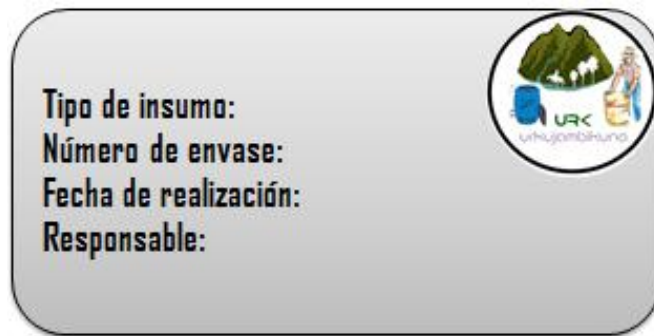 Tipo de insumo:
Número de envase:
Fecha de realización:
Responsable:
URK
urkujambikuna